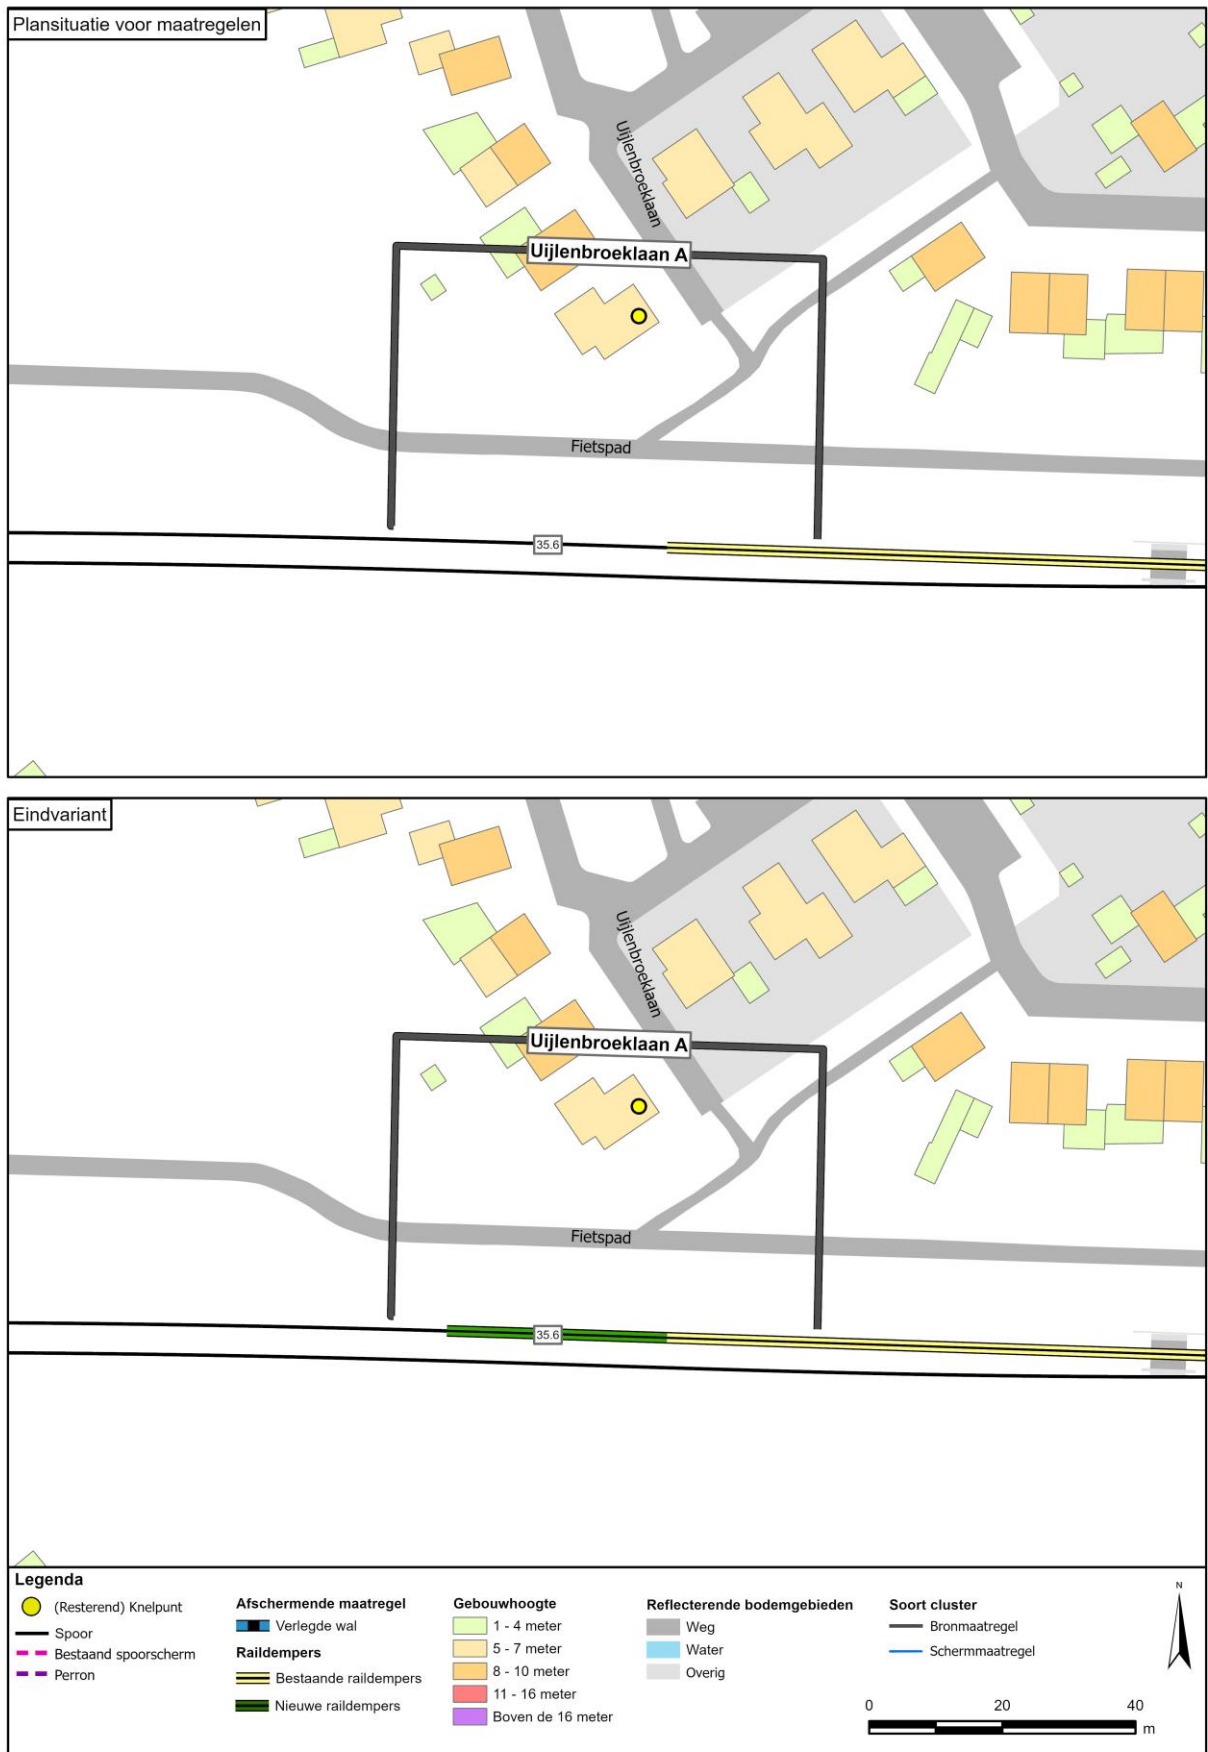 Plansituatie voor maatregelen
Uijlenbroeklaan
Uijlenbroeklaan A
Fietspad
35.6
Eindvariant
Uijlenbroeklaan
Uijlenbroeklaan A
Fietspad
35.6
Legenda
(Resterend) Knelpunt
Spoor
Bestaand spoorscherm
Perron
Afschermende maatregel
Verlegde wal
Raildempers
Bestaande raildempers
Nieuwe raildempers
Gebouwhoogte
1 - 4 meter
5 - 7 meter
8 - 10 meter
11 - 16 meter
Boven de 16 meter
Reflecterende bodemgebieden
Weg
Water
Overig
Soort cluster
Bronmaatregel
Schermmaatregel
N
0 20 40
m